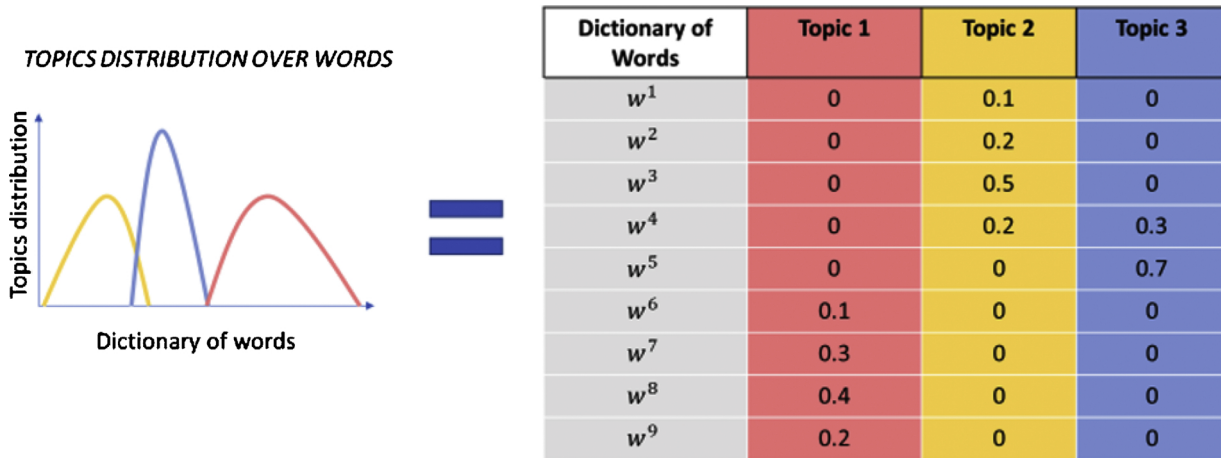 TOPICS DISTRIBUTION OVER WORDS
Topics distribution
Dictionary of words
Dictionary of Words Topic 1 Topic 2 Topic 3
w¹ 0 0.1 0
w² 0 0.2 0
w³ 0 0.5 0
w⁴ 0 0.2 0.3
w⁵ 0 0 0.7
w⁶ 0.1 0 0
w⁷ 0.3 0 0
w⁸ 0.4 0 0
w⁹ 0.2 0 0